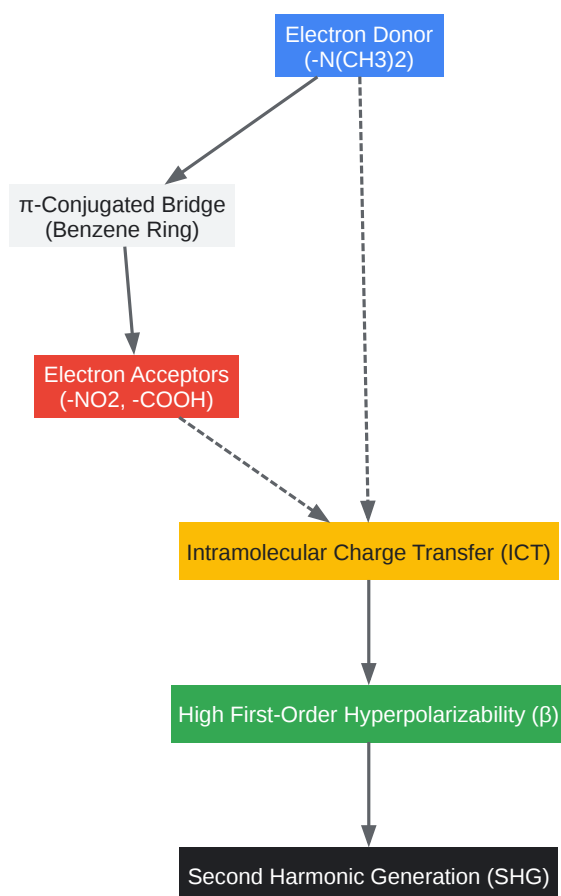 Electron Donor
(-N(CH3)2)
π-Conjugated Bridge
(Benzene Ring)
Electron Acceptors
(-NO2, -COOH)
Intramolecular Charge Transfer (ICT)
High First-Order Hyperpolarizability (β)
Second Harmonic Generation (SHG)